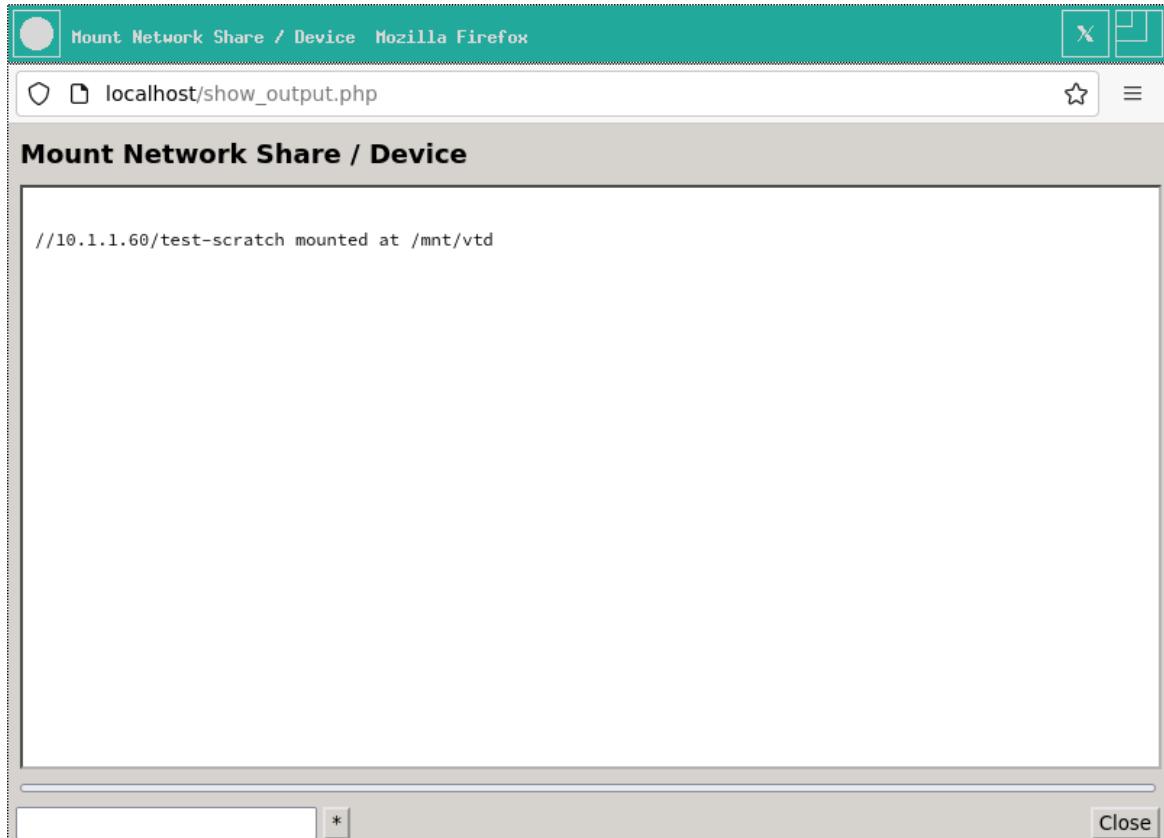 Mount Network Share / Device  Mozilla Firefox
X
localhost/show_output.php
Mount Network Share / Device
//10.1.1.60/test-scratch mounted at /mnt/vtd
*
Close